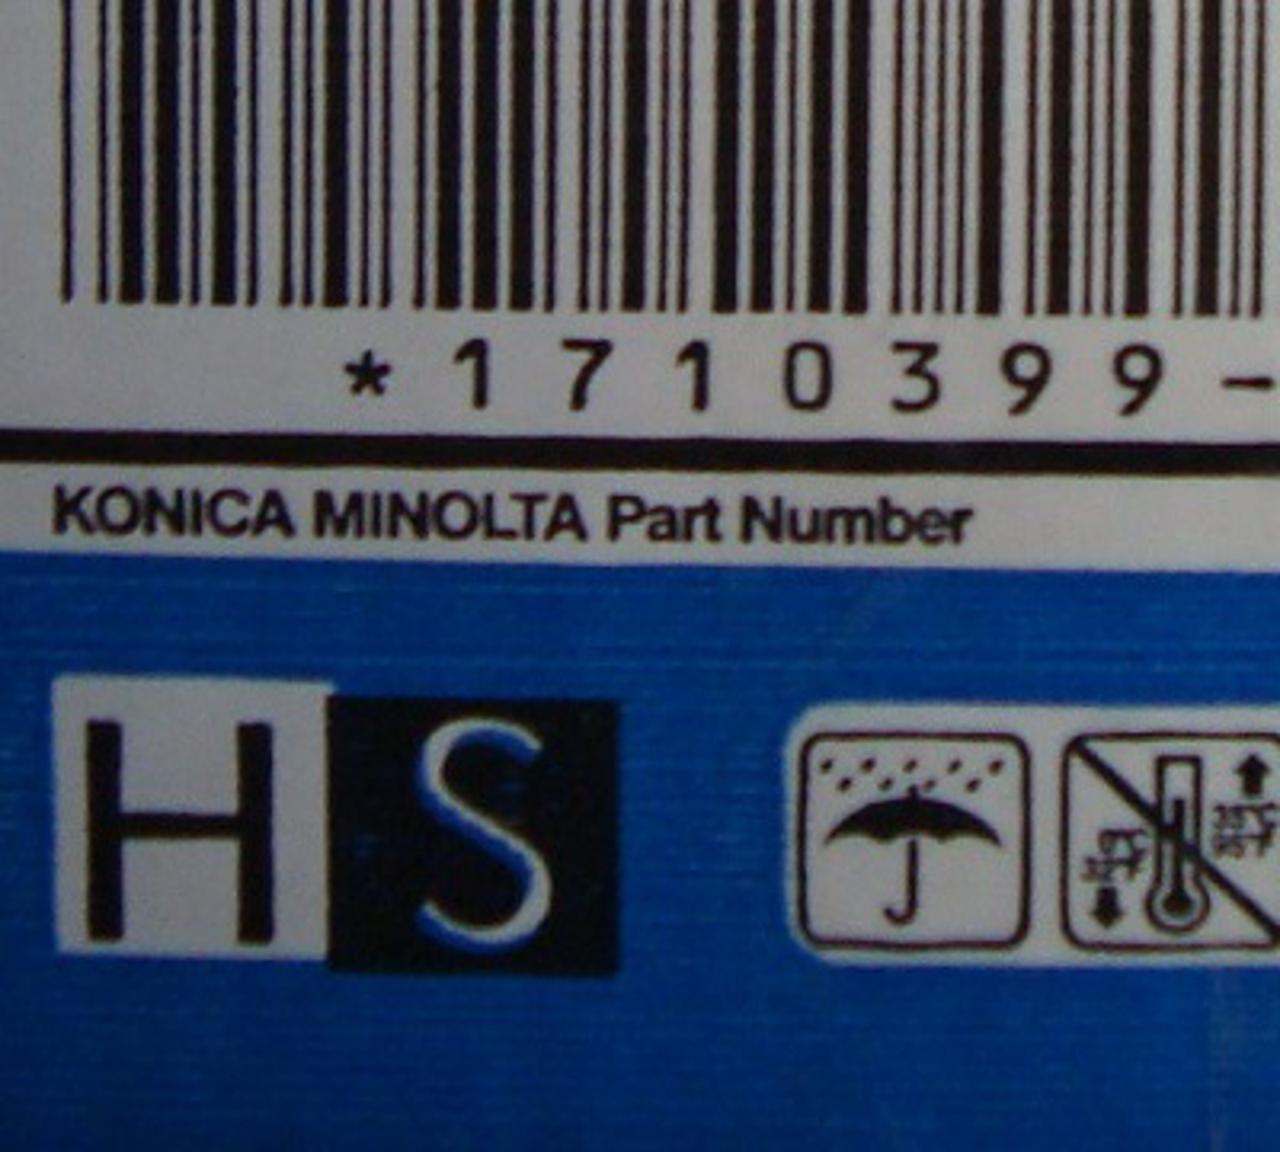 *1710399-
KONICA MINOLTA Part Number
HS